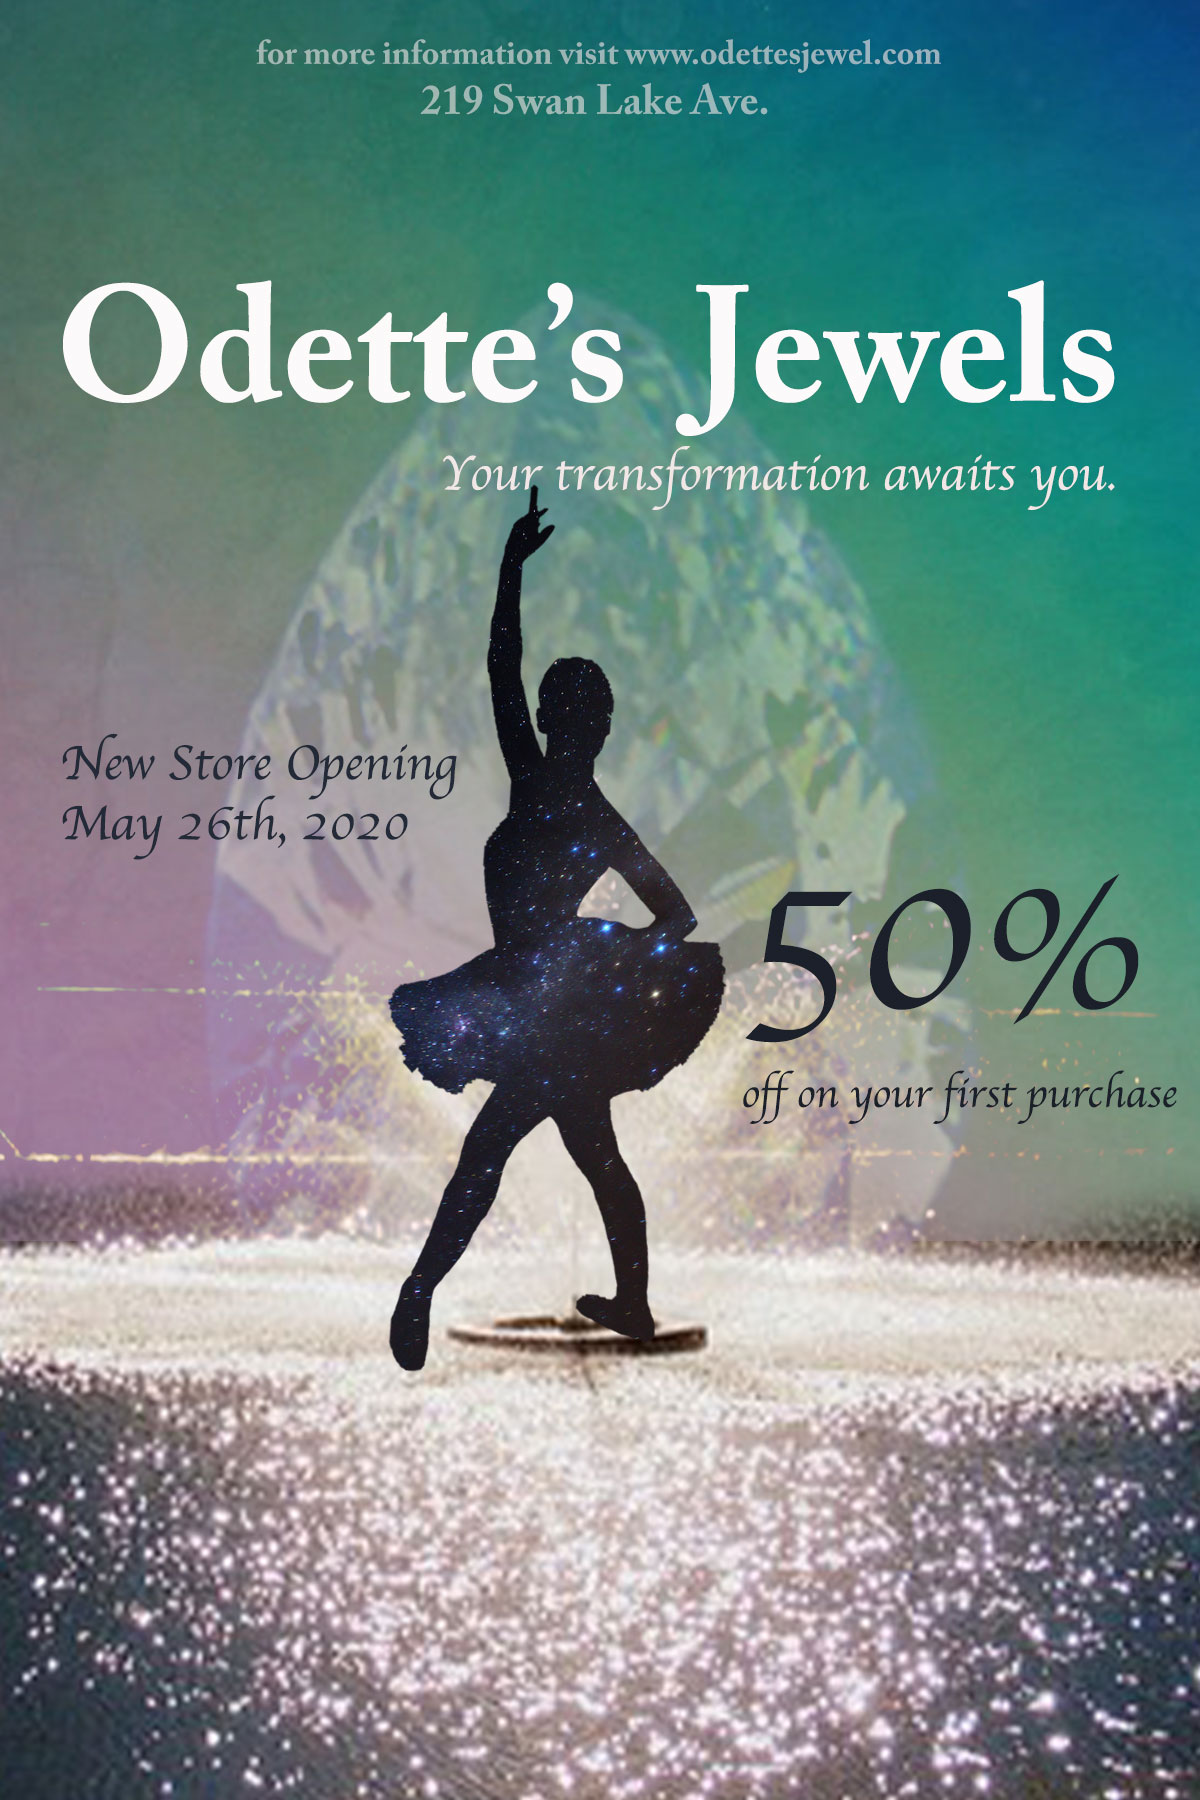 for more information visit www.odettesjewel.com
219 Swan Lake Ave.
Odette’s Jewels
Your transformation awaits you.
New Store Opening
May 26th, 2020
50%
off on your first purchase